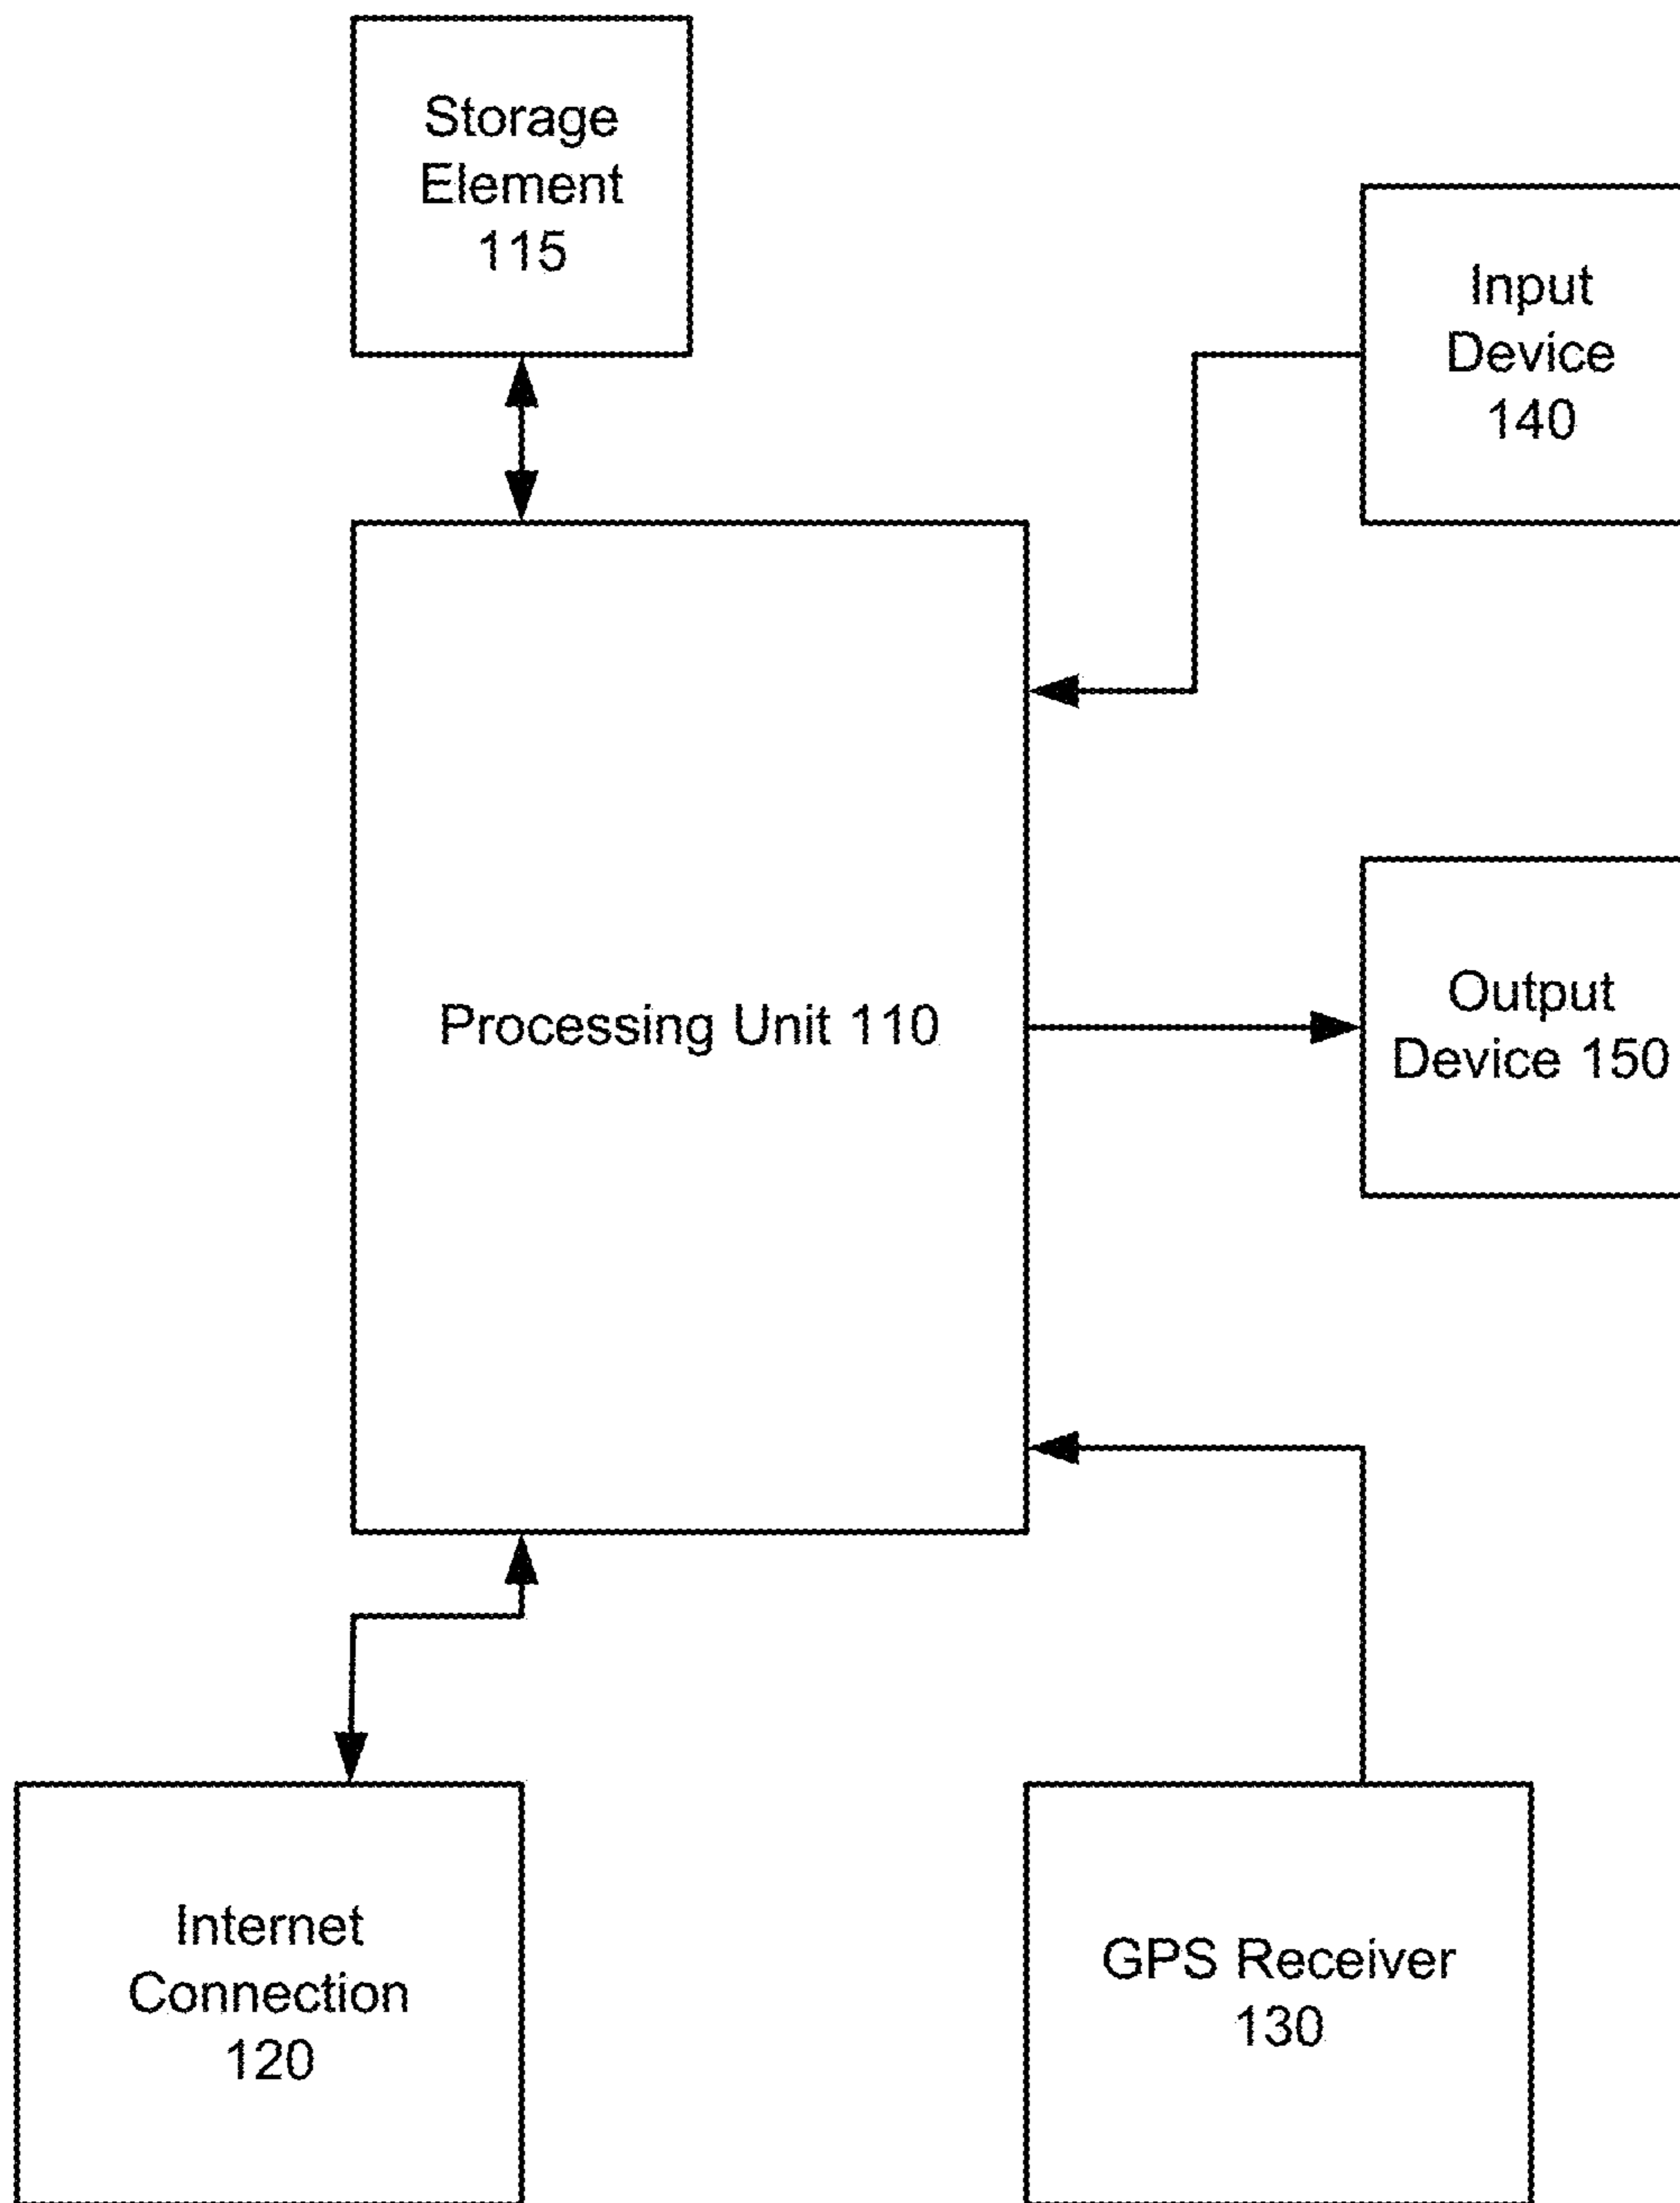 Storage
Element
115
Input
Device
140
Processing Unit 110
Output
Device 150
Internet
Connection
120
GPS Receiver
130